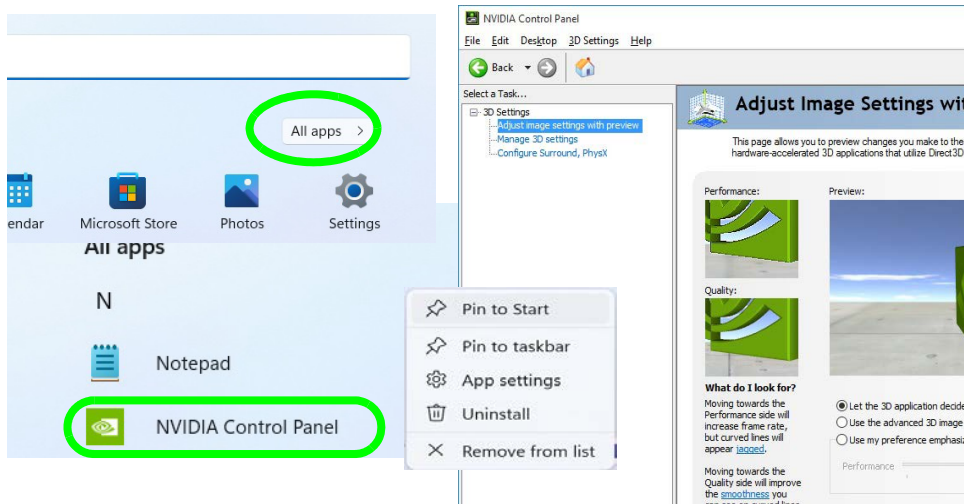 All apps >
endar
Microsoft Store
Photos
Settings
All apps
N
Notepad
NVIDIA Control Panel
Pin to Start
Pin to taskbar
App settings
Uninstall
Remove from list
NVIDIA Control Panel
File Edit Desktop 3D Settings Help
Back
Select a Task...
3D Settings
Adjust image settings with preview
Manage 3D settings
Configure Surround, PhysX
Adjust Image Settings wit
This page allows you to preview changes you make to the
hardware-accelerated 3D applications that utilize Direct3D
Performance:
Preview:
Quality:
What do I look for?
Moving towards the
Performance side will
increase frame rate,
but curved lines will
appear jagged.
Moving towards the
Quality side will improve
the smoothness you
Let the 3D application decide
Use the advanced 3D image
Use my preference emphasiz
Performance